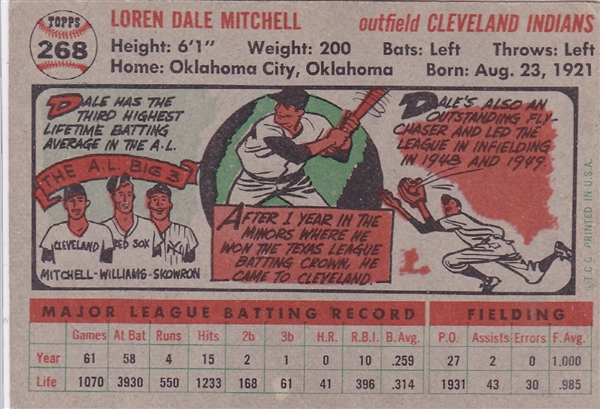 TOPPS
268
LOREN DALE MITCHELL outfield CLEVELAND INDIANS
Height: 6'1" Weight: 200 Bats: Left Throws: Left
Home: Oklahoma City, Oklahoma Born: Aug. 23, 1921
DALE HAS THE
THIRD HIGHEST
LIFETIME BATTING
AVERAGE IN THE A.L.
THE A.L. BIG 3
CLEVELAND RED SOX
MITCHELL-WILLIAMS-SKOWRON
AFTER 1 YEAR IN THE
MINORS WHERE HE
WON THE TEXAS LEAGUE
BATTING CROWN, HE
CAME TO CLEVELAND.
DALE'S ALSO AN
OUTSTANDING FLY-
CHASER AND LED THE
LEAGUE IN
INFIELDING IN
1948 AND 1949.
© T.C.G. PRINTED IN U.S.A.
MAJOR LEAGUE BATTING RECORD FIELDING
Games At Bat Runs Hits 2b 3b H.R. R.B.I. B.Avg. P.O. Assists Errors F. Avg.
Year 61 58 4 15 2 1 0 10 .259 27 2 0 1,000
Life 1070 3930 550 1233 168 61 41 396 .314 1931 43 30 .985